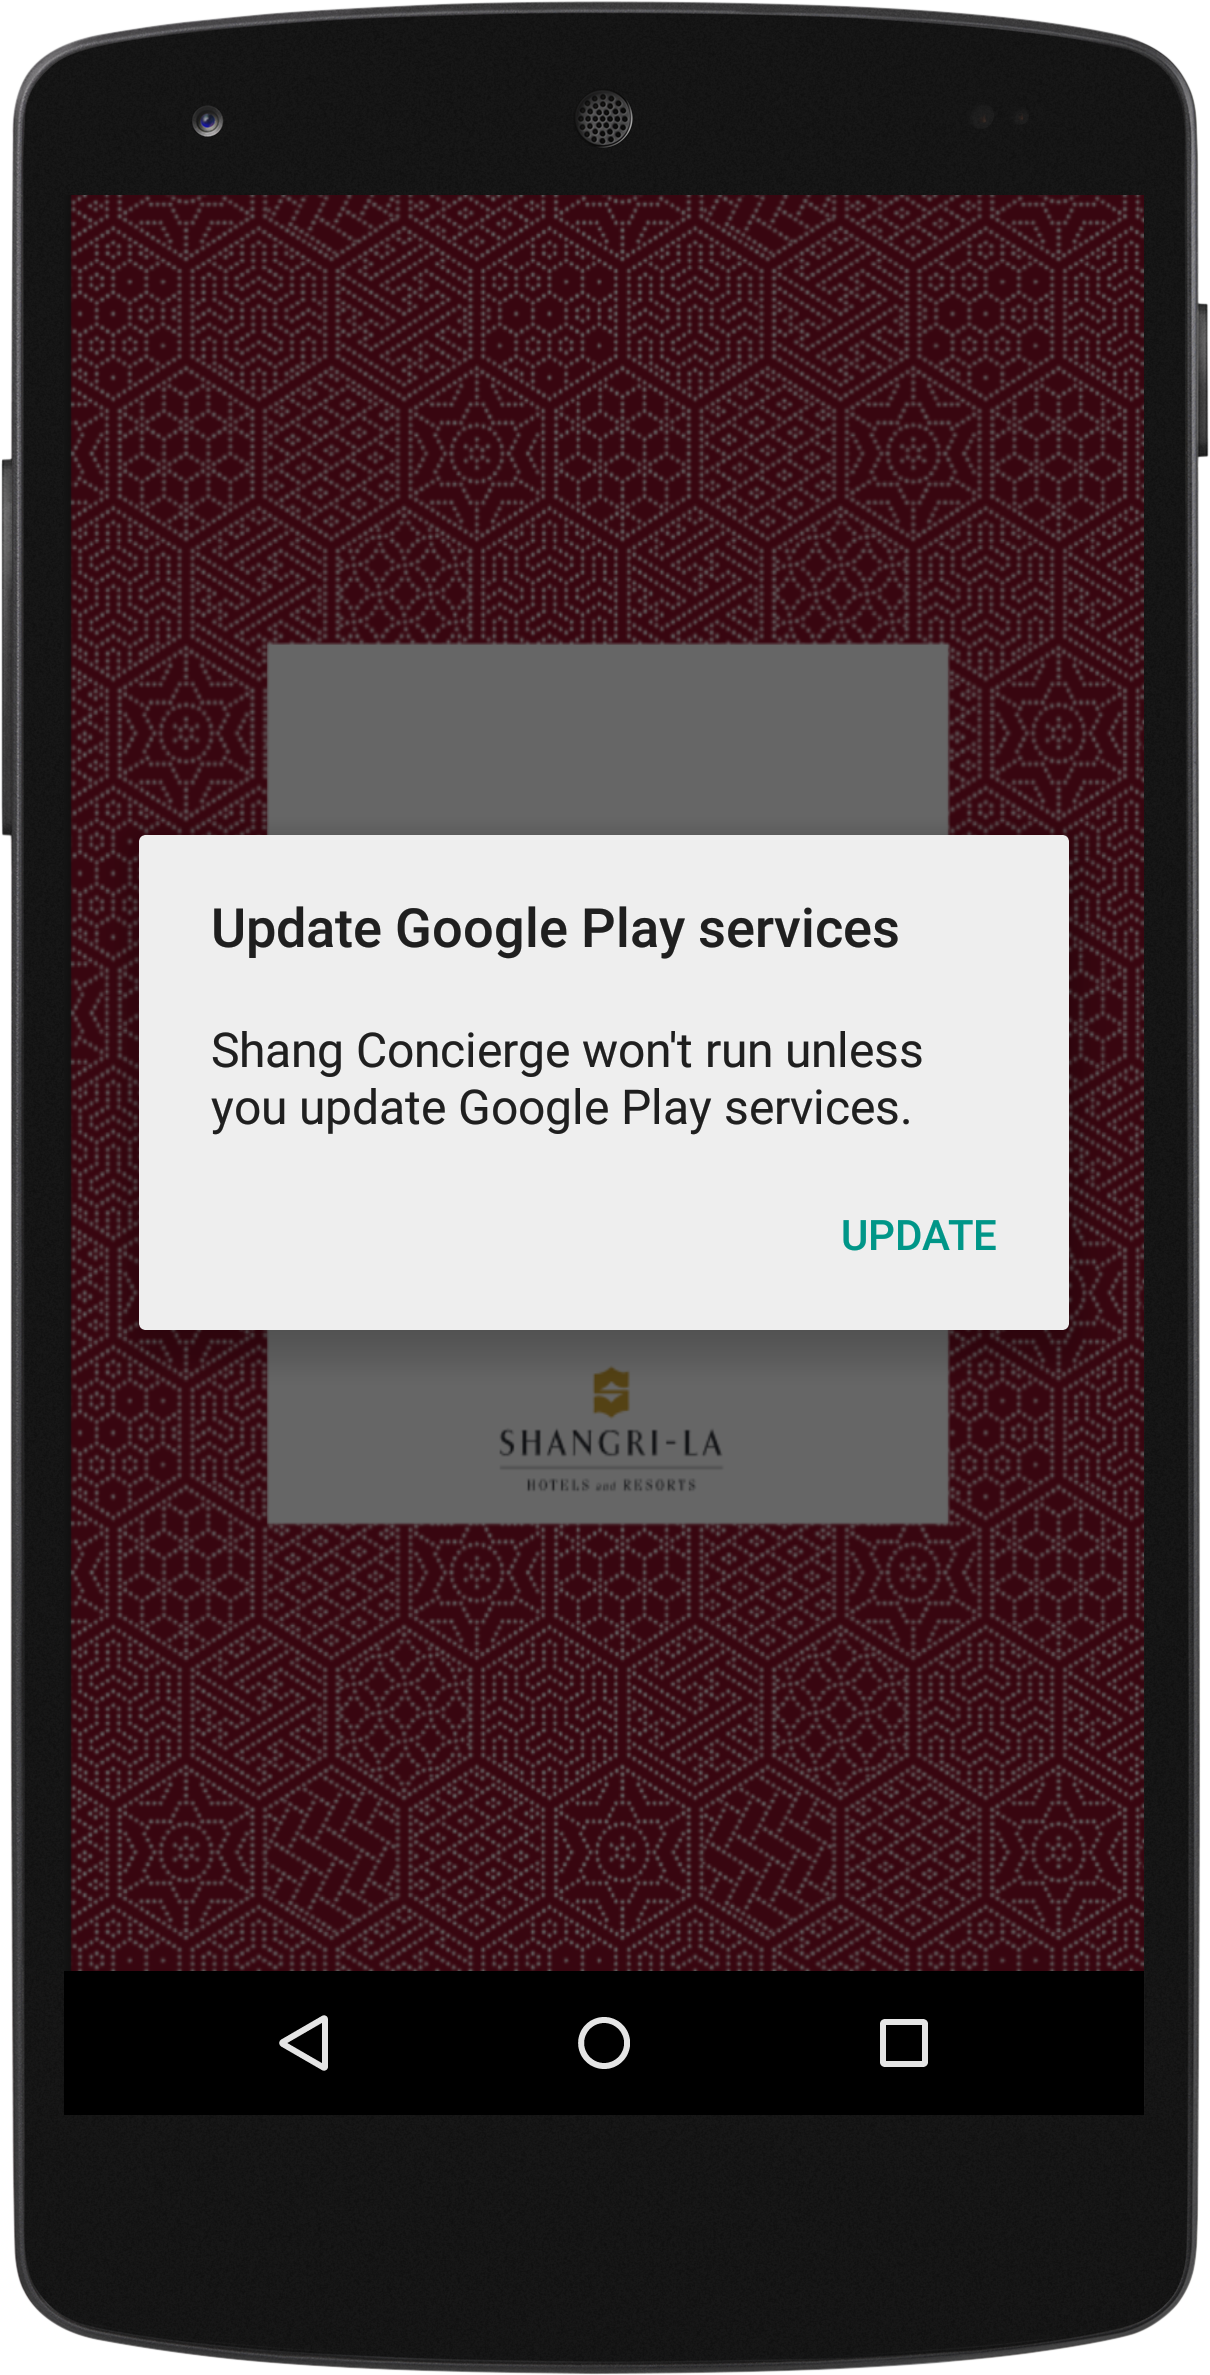 Update Google Play services
Shang Concierge won't run unless
you update Google Play services.
UPDATE
SHANGRI-LA
HOTELS and RESORTS